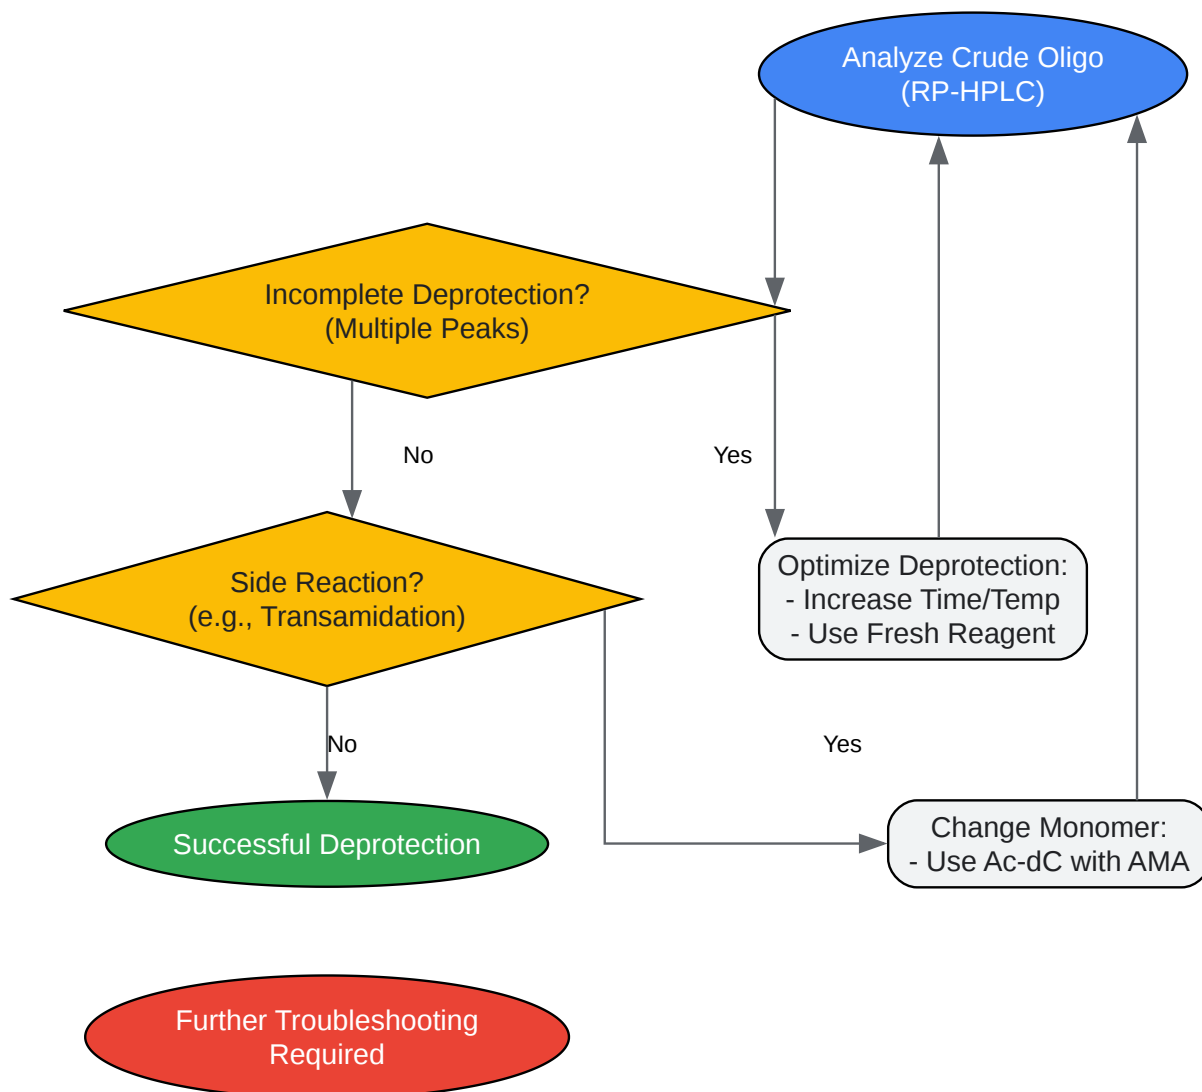 Analyze Crude Oligo
(RP-HPLC)
Incomplete Deprotection?
(Multiple Peaks)
No
Yes
Optimize Deprotection:
- Increase Time/Temp
- Use Fresh Reagent
Side Reaction?
(e.g., Transamidation)
No
Yes
Successful Deprotection
Change Monomer:
- Use Ac-dC with AMA
Further Troubleshooting
Required